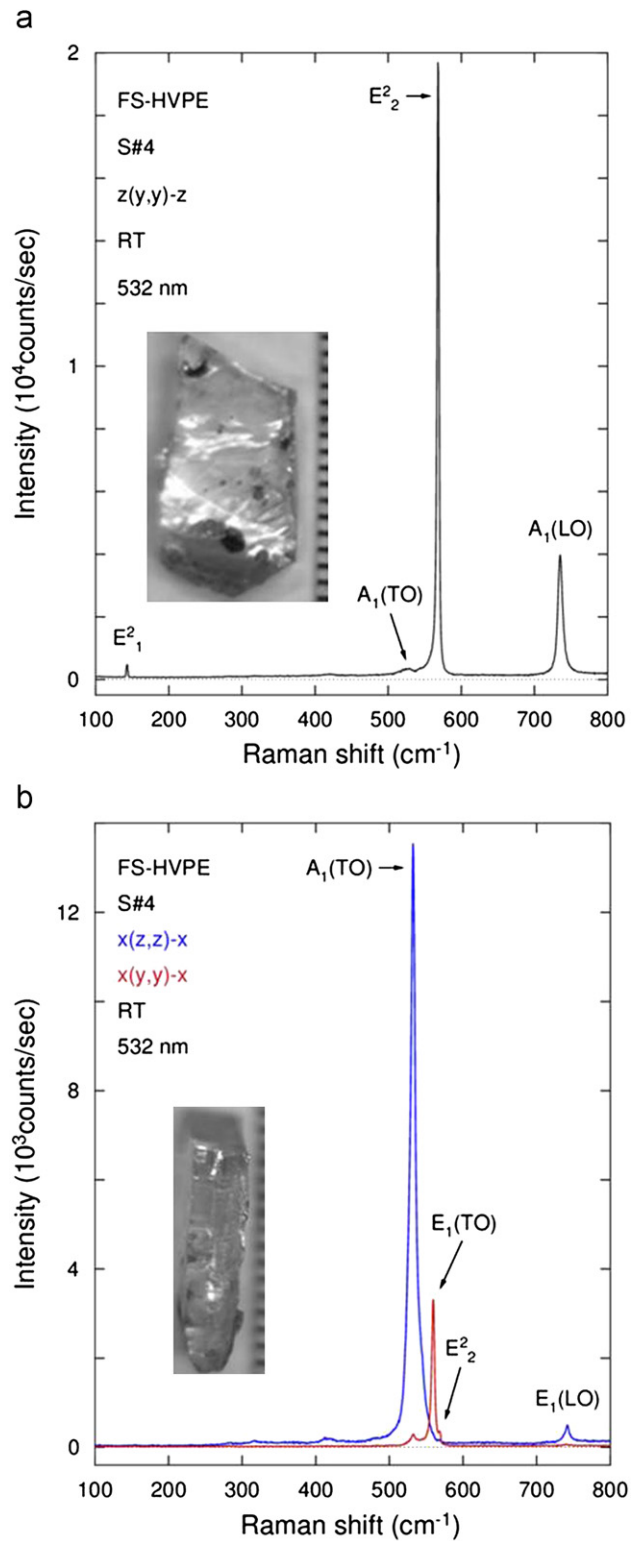 a
2
FS-HVPE
S#4
z(y,y)-z
RT
532 nm
E²₂
1
A₁(LO)
A₁(TO)
E²₁
0
Intensity (10⁴counts/sec)
100 200 300 400 500 600 700 800
Raman shift (cm⁻¹)
b
FS-HVPE
S#4
x(z,z)-x
x(y,y)-x
RT
532 nm
A₁(TO)
12
8
E₁(TO)
4
E²₂
E₁(LO)
0
Intensity (10³counts/sec)
100 200 300 400 500 600 700 800
Raman shift (cm⁻¹)